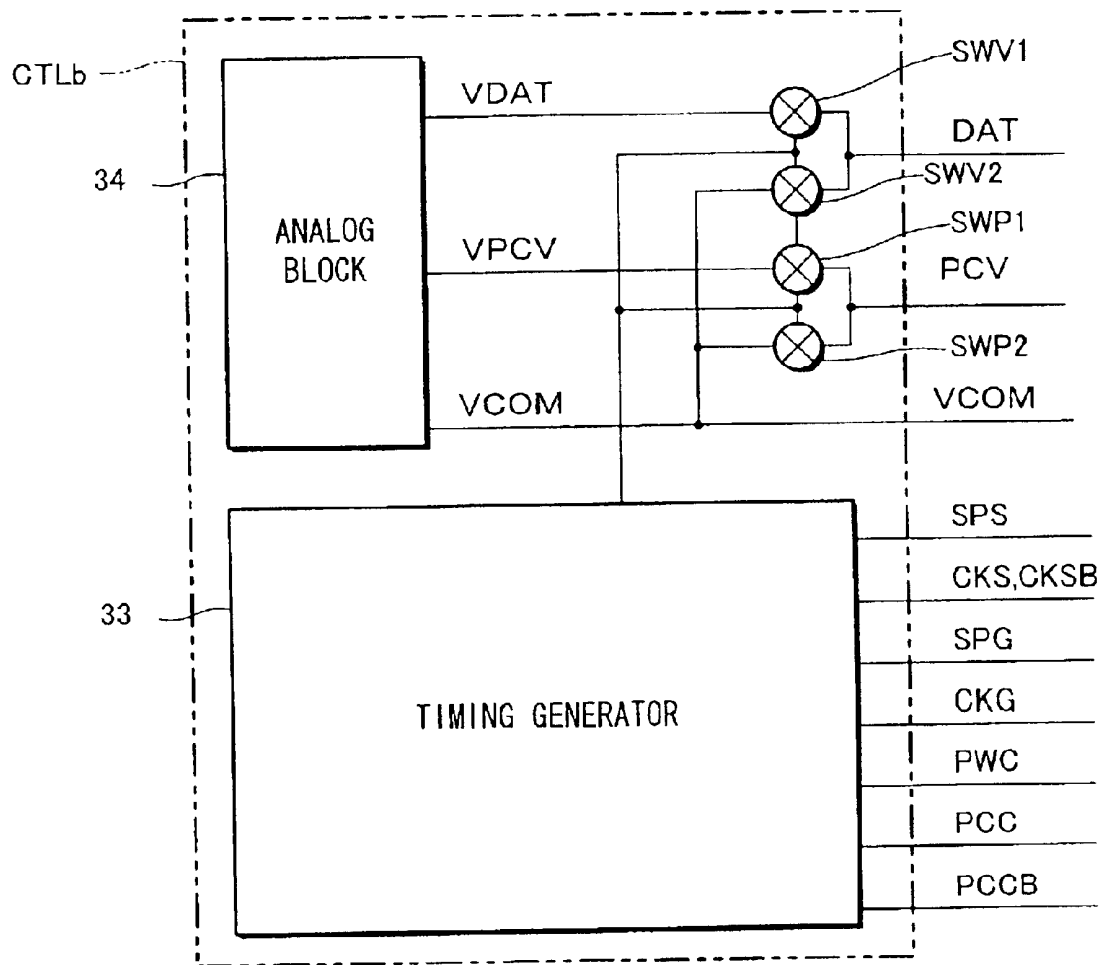 CTLb
34
ANALOG
BLOCK
VDAT
VPCV
VCOM
SWV1
DAT
SWV2
SWP1
PCV
SWP2
VCOM
33
TIMING GENERATOR
SPS
CKS,CKSB
SPG
CKG
PWC
PCC
PCCB